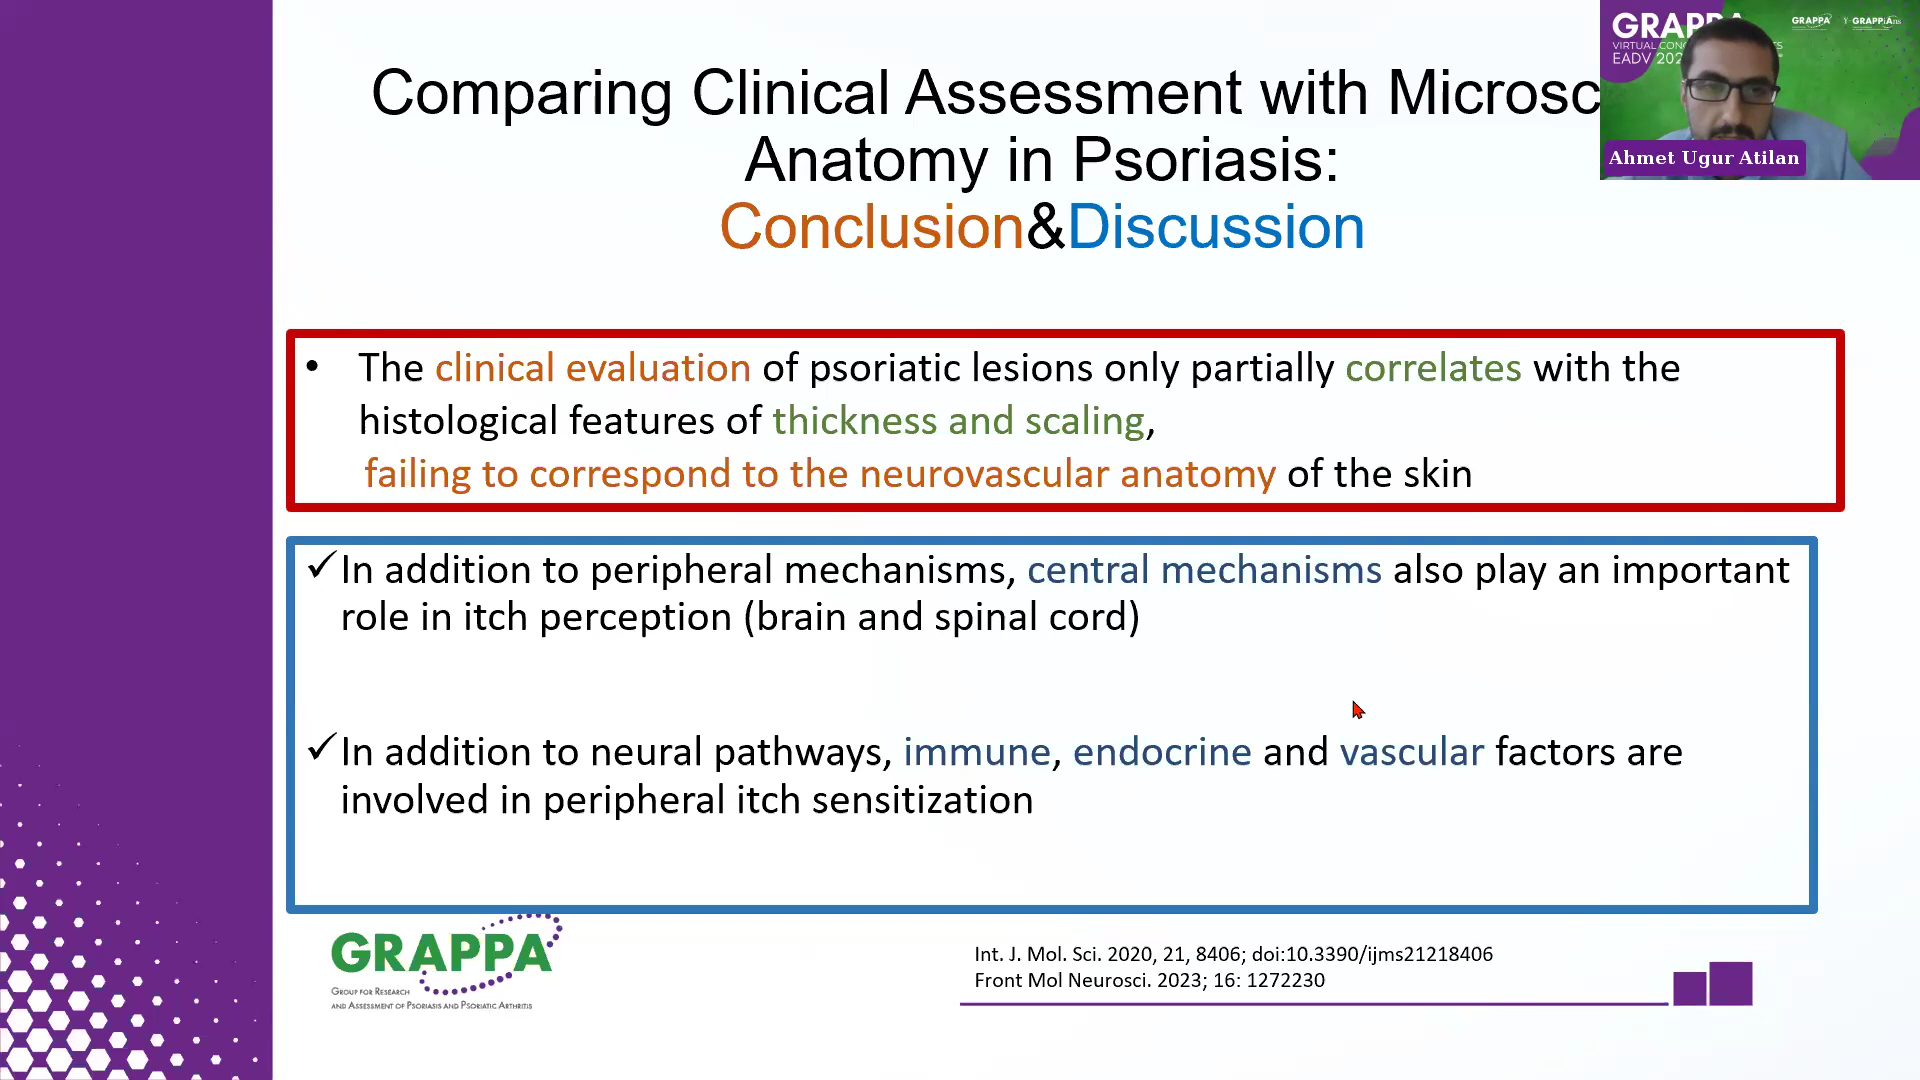 Comparing Clinical Assessment with Microsc
Anatomy in Psoriasis:
Conclusion&Discussion
GRAPPA
VIRTUAL
EADV
GRAPPA
Y-GRAPPAns
Ahmet Ugur Atilan
• The clinical evaluation of psoriatic lesions only partially correlates with the
histological features of thickness and scaling,
failing to correspond to the neurovascular anatomy of the skin
✓In addition to peripheral mechanisms, central mechanisms also play an important
role in itch perception (brain and spinal cord)
✓In addition to neural pathways, immune, endocrine and vascular factors are
involved in peripheral itch sensitization
GRAPPA
GROUP FOR RESEARCH
AND ASSESSMENT OF PSORIASIS AND PSORIATIC ARTHRITIS
Int. J. Mol. Sci. 2020, 21, 8406; doi:10.3390/ijms21218406
Front Mol Neurosci. 2023; 16: 1272230